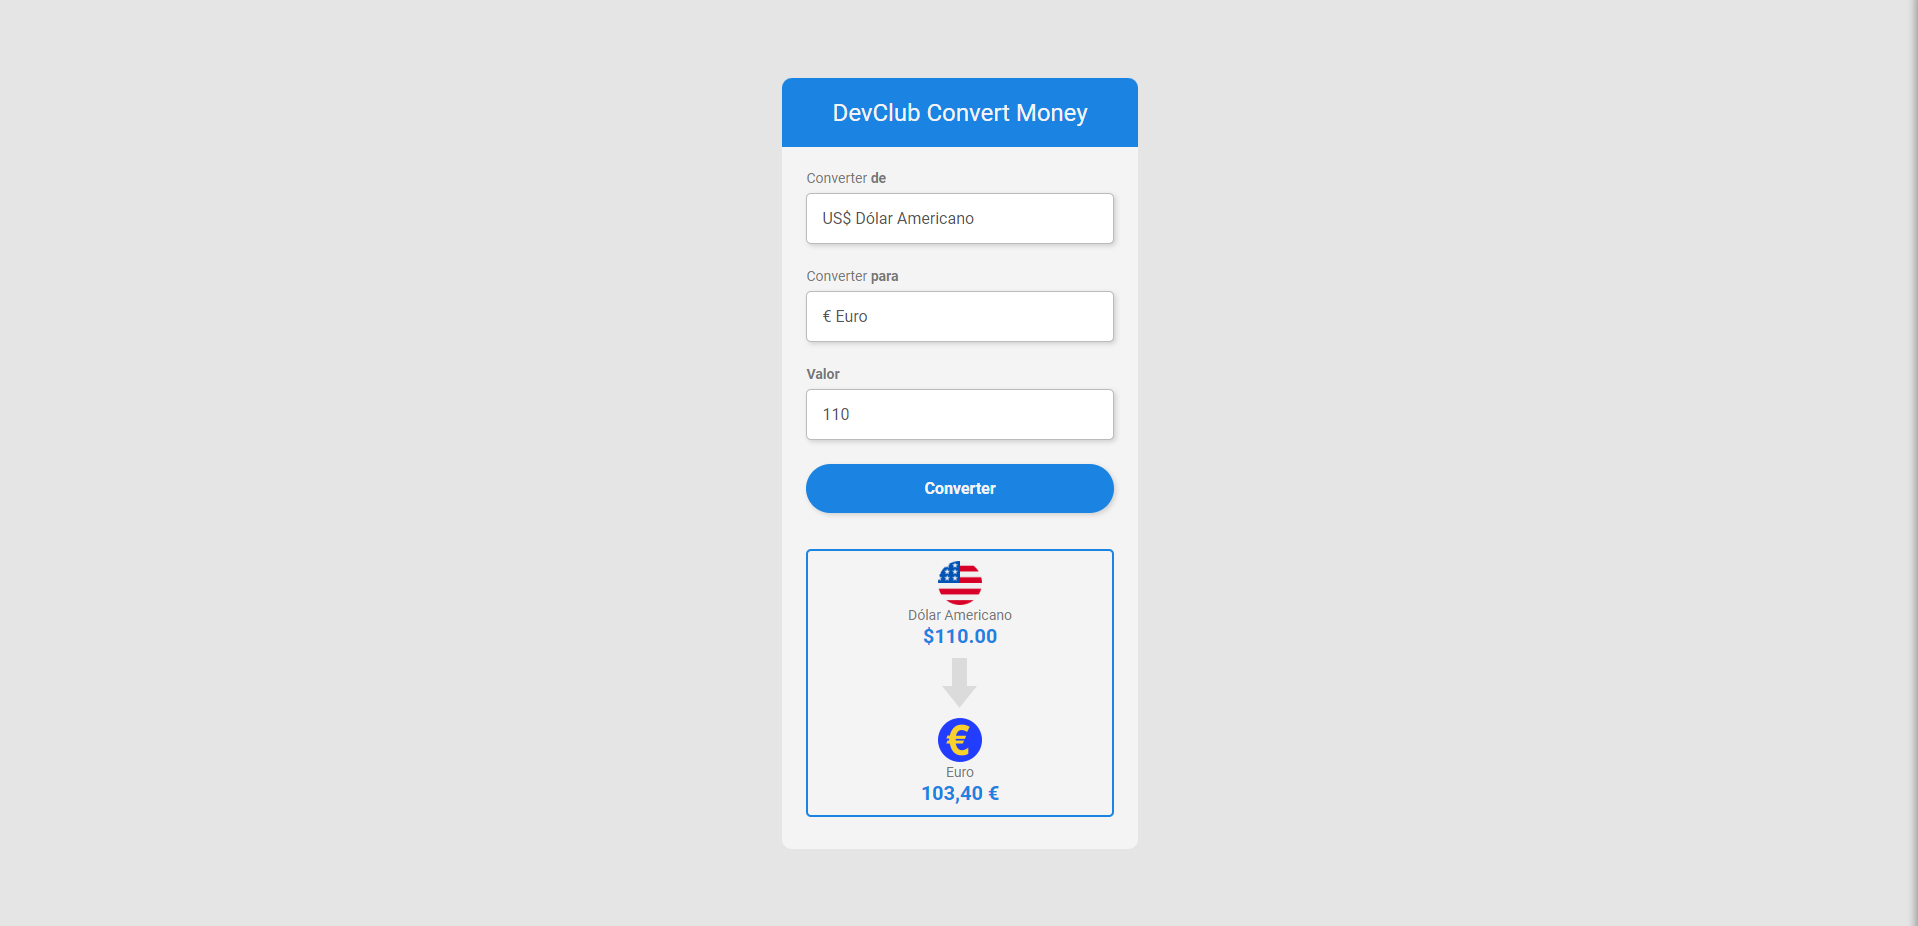 DevClub Convert Money
Converter de
US$ Dólar Americano
Converter para
€ Euro
Valor
110
Converter
Dólar Americano
$110.00
€
Euro
103,40 €